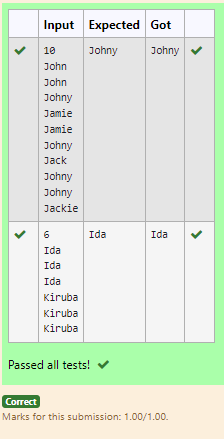 Input Expected Got
10 Johny Johny
John
John
Johny
Jamie
Jamie
Johny
Jack
Johny
Johny
Jackie
6 Ida Ida
Ida
Ida
Ida
Kiruba
Kiruba
Kiruba
Passed all tests!
Correct
Marks for this submission: 1.00/1.00.